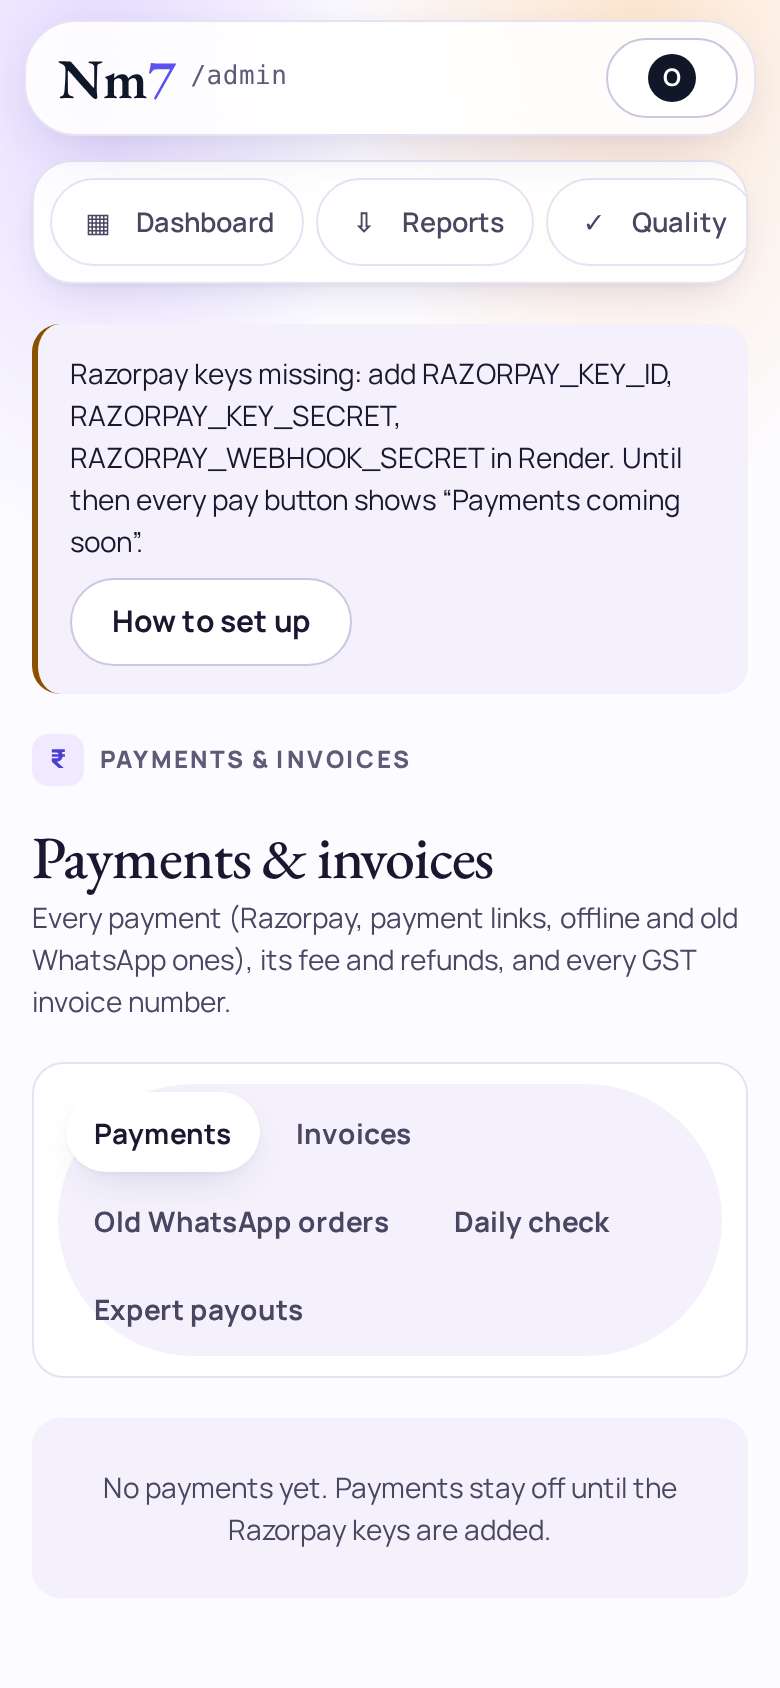 Nm7 /admin O
▦ Dashboard ⇩ Reports ✓ Quality
Razorpay keys missing: add RAZORPAY_KEY_ID,
RAZORPAY_KEY_SECRET,
RAZORPAY_WEBHOOK_SECRET in Render. Until
then every pay button shows “Payments coming
soon”.
How to set up
₹ PAYMENTS & INVOICES
Payments & invoices
Every payment (Razorpay, payment links, offline and old
WhatsApp ones), its fee and refunds, and every GST
invoice number.
Payments Invoices
Old WhatsApp orders Daily check
Expert payouts
No payments yet. Payments stay off until the
Razorpay keys are added.